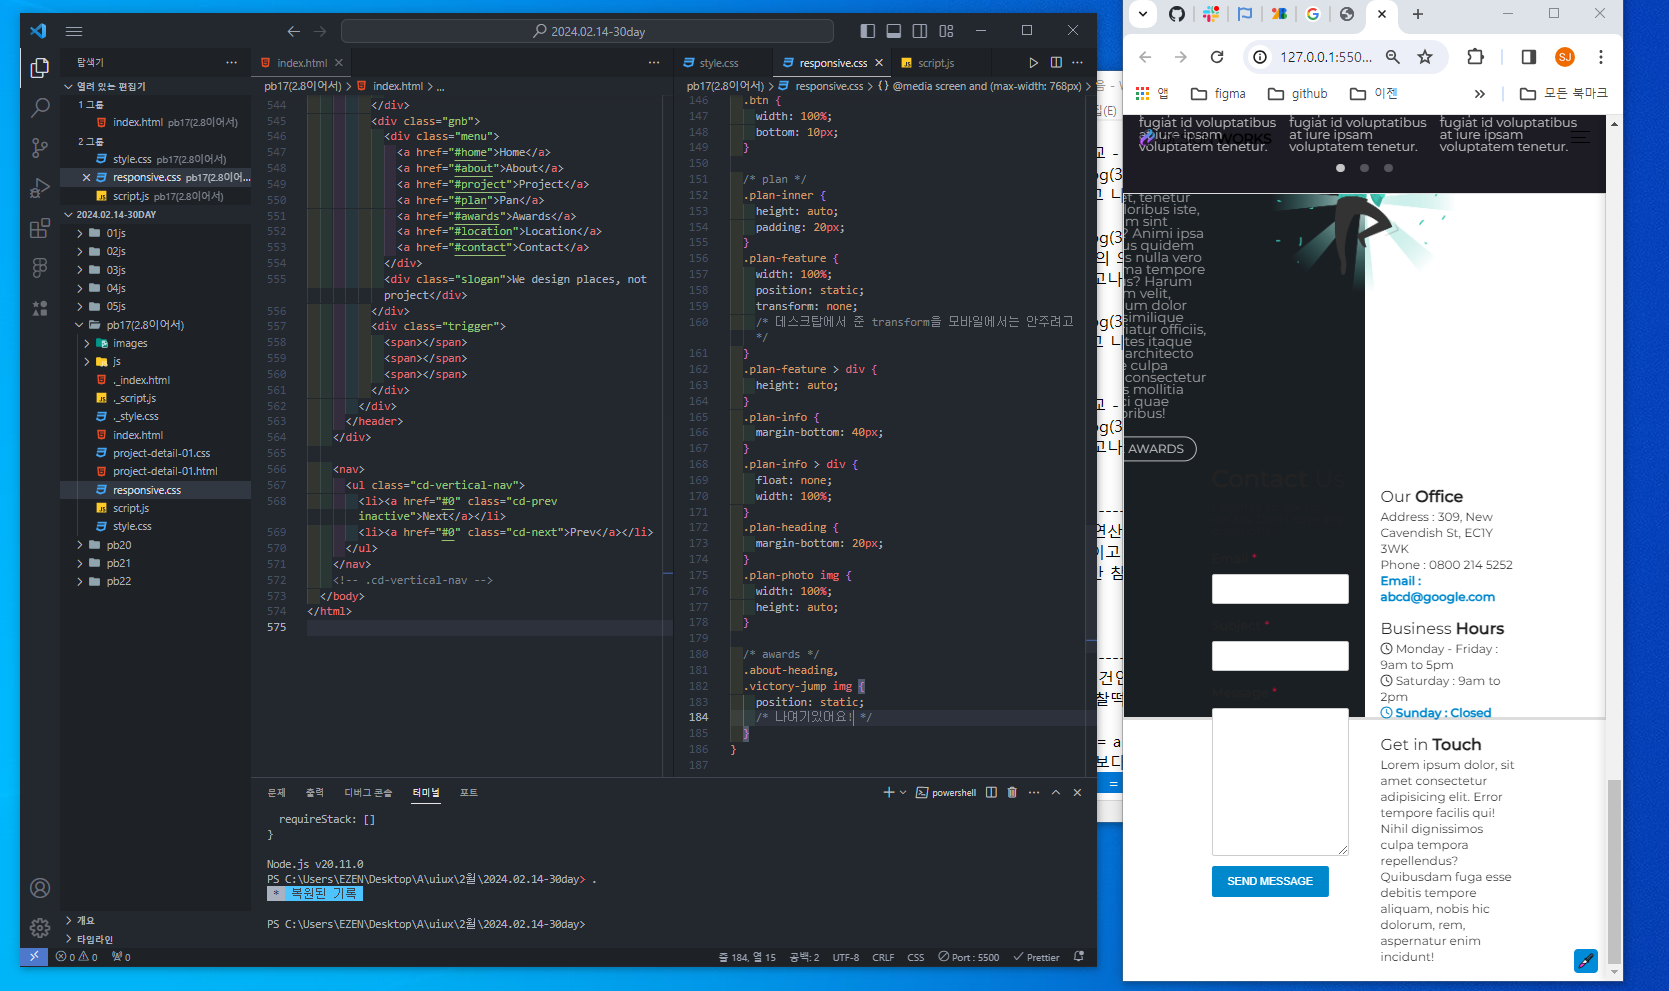 2024.02.14-30day
탐색기
열려 있는 편집기
1 그룹
index.html pb17(2.8이어서)
2 그룹
style.css pb17(2.8이어서)
responsive.css pb17(2.8이어...
script.js pb17(2.8이어서)
2024.02.14-30DAY
01js
02js
03js
04js
05js
pb17(2.8이어서)
images
js
._index.html
._script.js
._style.css
index.html
project-detail-01.css
project-detail-01.html
responsive.css
script.js
style.css
pb20
pb21
pb22
개요
타임라인
index.html
pb17(2.8이어서) > index.html > ...
544 </div>
545 <div class="gnb">
546 <div class="menu">
547 <a href="#home">Home</a>
548 <a href="#about">About</a>
549 <a href="#project">Project</a>
550 <a href="#plan">Pan</a>
551 <a href="#awards">Awards</a>
552 <a href="#location">Location</a>
553 <a href="#contact">Contact</a>
554 </div>
555 <div class="slogan">We design places, not
project</div>
556 </div>
557 <div class="trigger">
558 <span></span>
559 <span></span>
560 <span></span>
561 </div>
562 </div>
563 </header>
564 </div>
565
566 <nav>
567 <ul class="cd-vertical-nav">
568 <li><a href="#0" class="cd-prev
inactive">Next</a></li>
569 <li><a href="#0" class="cd-next">Prev</a></li>
570 </ul>
571 </nav>
572 <!-- .cd-vertical-nav -->
573 </body>
574 </html>
575
style.css responsive.css script.js
pb17(2.8이어서) > responsive.css > {} @media screen and (max-width: 768px) >
146 .btn {
147 width: 100%;
148 bottom: 10px;
149 }
150
151 /* plan */
152 .plan-inner {
153 height: auto;
154 padding: 20px;
155 }
156 .plan-feature {
157 width: 100%;
158 position: static;
159 transform: none;
160 /* 데스크탑에서 준 transform을 모바일에서는 안주려고
*/
161 }
162 .plan-feature > div {
163 height: auto;
164 }
165 .plan-info {
166 margin-bottom: 40px;
167 }
168 .plan-info > div {
169 float: none;
170 width: 100%;
171 }
172 .plan-heading {
173 margin-bottom: 20px;
174 }
175 .plan-photo img {
176 width: 100%;
177 height: auto;
178 }
179
180 /* awards */
181 .about-heading,
182 .victory-jump img {
183 position: static;
184 /* 나여기있어요! */
185 }
186 }
187
문제 출력 디버그 콘솔 터미널 포트
powershell
requireStack: []
}
Node.js v20.11.0
PS C:\Users\EZEN\Desktop\A\uiux\2월\2024.02.14-30day> .
* 복원된 기록
PS C:\Users\EZEN\Desktop\A\uiux\2월\2024.02.14-30day>
0 0 0
줄 184, 열 15 공백: 2 UTF-8 CRLF CSS Port : 5500 Prettier
127.0.0.1:550...
SJ
앱 figma github 이젠 모든 북마크
fugiat id voluptatibus
at iure ipsam
voluptatem tenetur.
fugiat id voluptatibus
at iure ipsam
voluptatem tenetur.
fugiat id voluptatibus
at iure ipsam
voluptatem tenetur.
WORKS
et, tenetur
loribus iste,
m sint
? Animi ipsa
us quidem
s nulla vero
ma tempore
s? Harum
m velit,
um dolor
similique
iatur officiis,
tes itaque
architecto
e culpa
consectetur
s mollitia
ci quae
oribus!
AWARDS
Contact Us
*
*
*
SEND MESSAGE
Our Office
Address : 309, New
Cavendish St, EC1Y
3WK
Phone : 0800 214 5252
Email :
abcd@google.com
Business Hours
Monday - Friday :
9am to 5pm
Saturday : 9am to
2pm
Sunday : Closed
Get in Touch
Lorem ipsum dolor, sit
amet consectetur
adipisicing elit. Error
tempore facilis qui!
Nihil dignissimos
culpa tempora
repellendus?
Quibusdam fuga esse
debitis tempore
aliquam, nobis hic
dolorum, rem,
aspernatur enim
incidunt!